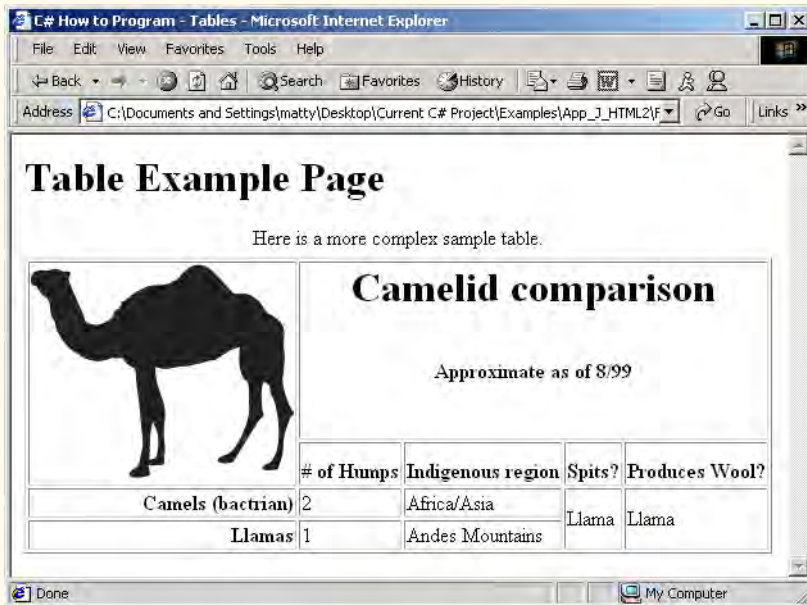 C# How to Program - Tables - Microsoft Internet Explorer
File Edit View Favorites Tools Help
Back Search Favorites History
Address C:\Documents and Settings\matty\Desktop\Current C# Project\Examples\App_J_HTML2\F Go Links »
Table Example Page
Here is a more complex sample table.
Camelid comparison
Approximate as of 8/99
# of Humps Indigenous region Spits? Produces Wool?
Camels (bactrian) 2 Africa/Asia
Llama Llama
Llamas 1 Andes Mountains
Done My Computer